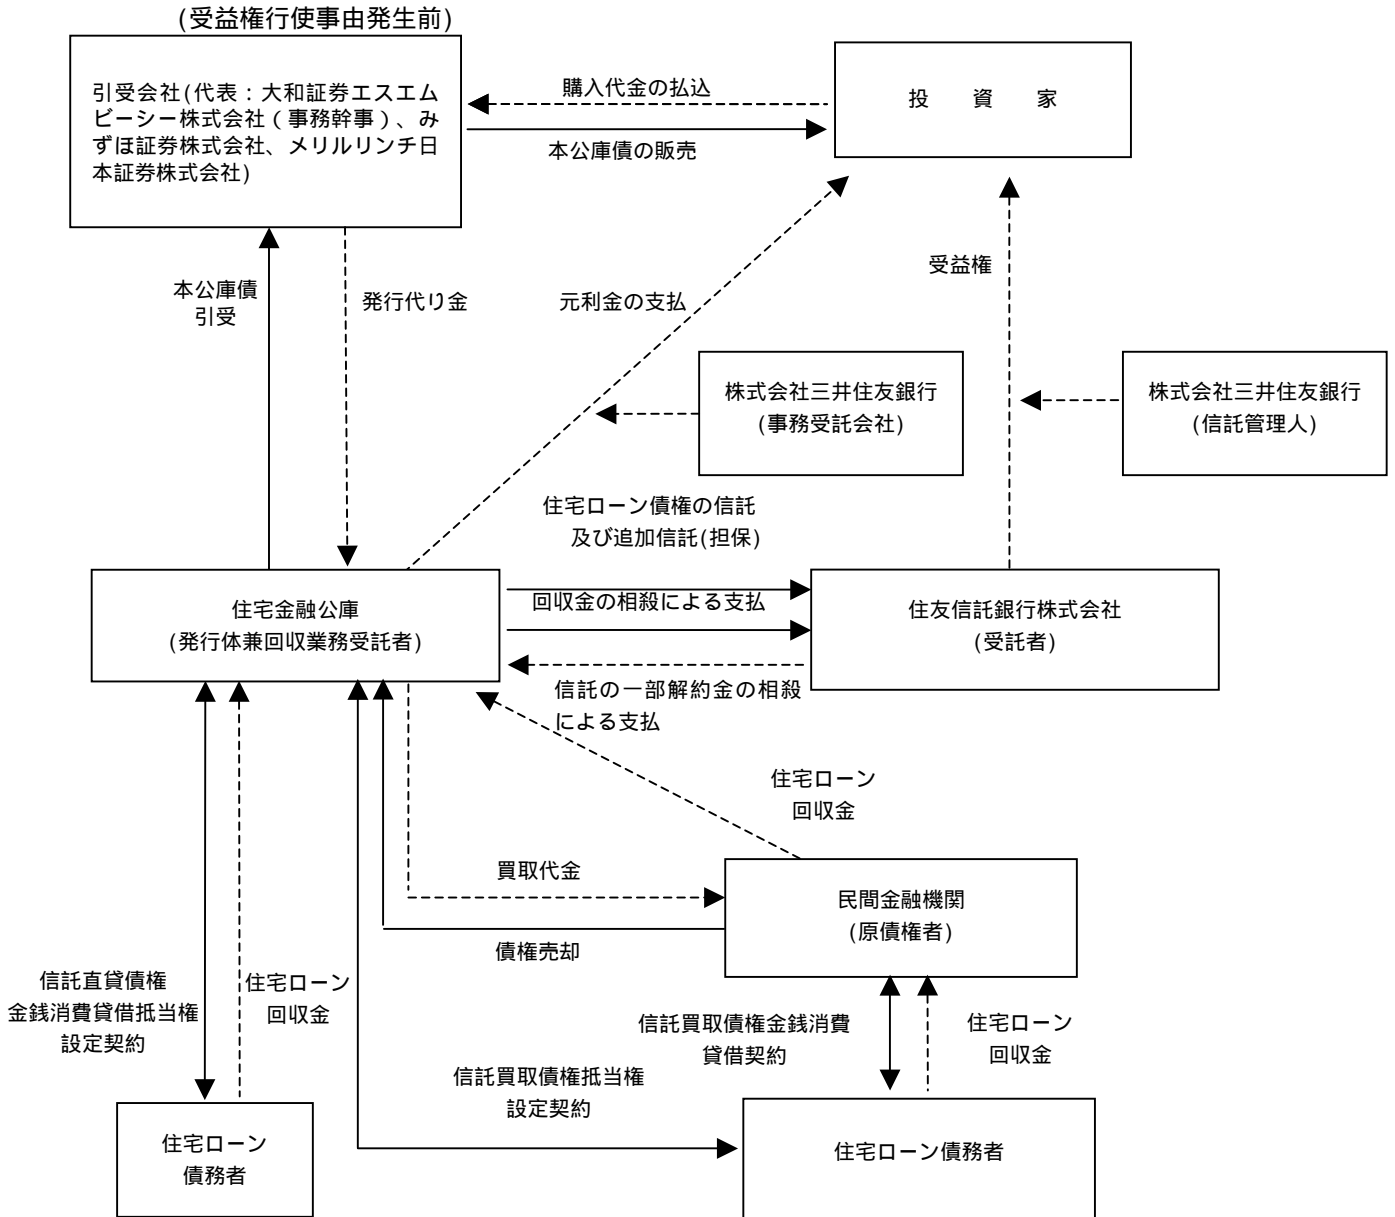 (受益権行使事由発生前)
引受会社(代表：大和証券エスエム
ビーシー株式会社（事務幹事）、み
ずほ証券株式会社、メリルリンチ日
本証券株式会社)
購入代金の払込
本公庫債の販売
投　資　家
本公庫債
引受
発行代り金
元利金の支払
受益権
株式会社三井住友銀行
(事務受託会社)
株式会社三井住友銀行
(信託管理人)
住宅ローン債権の信託
及び追加信託(担保)
住宅金融公庫
(発行体兼回収業務受託者)
回収金の相殺による支払
住友信託銀行株式会社
(受託者)
信託の一部解約金の相殺
による支払
住宅ローン
回収金
買取代金
民間金融機関
(原債権者)
債権売却
信託直貸債権
金銭消費貸借抵当権
設定契約
住宅ローン
回収金
信託買取債権金銭消費
貸借契約
住宅ローン
回収金
信託買取債権抵当権
設定契約
住宅ローン
債務者
住宅ローン債務者